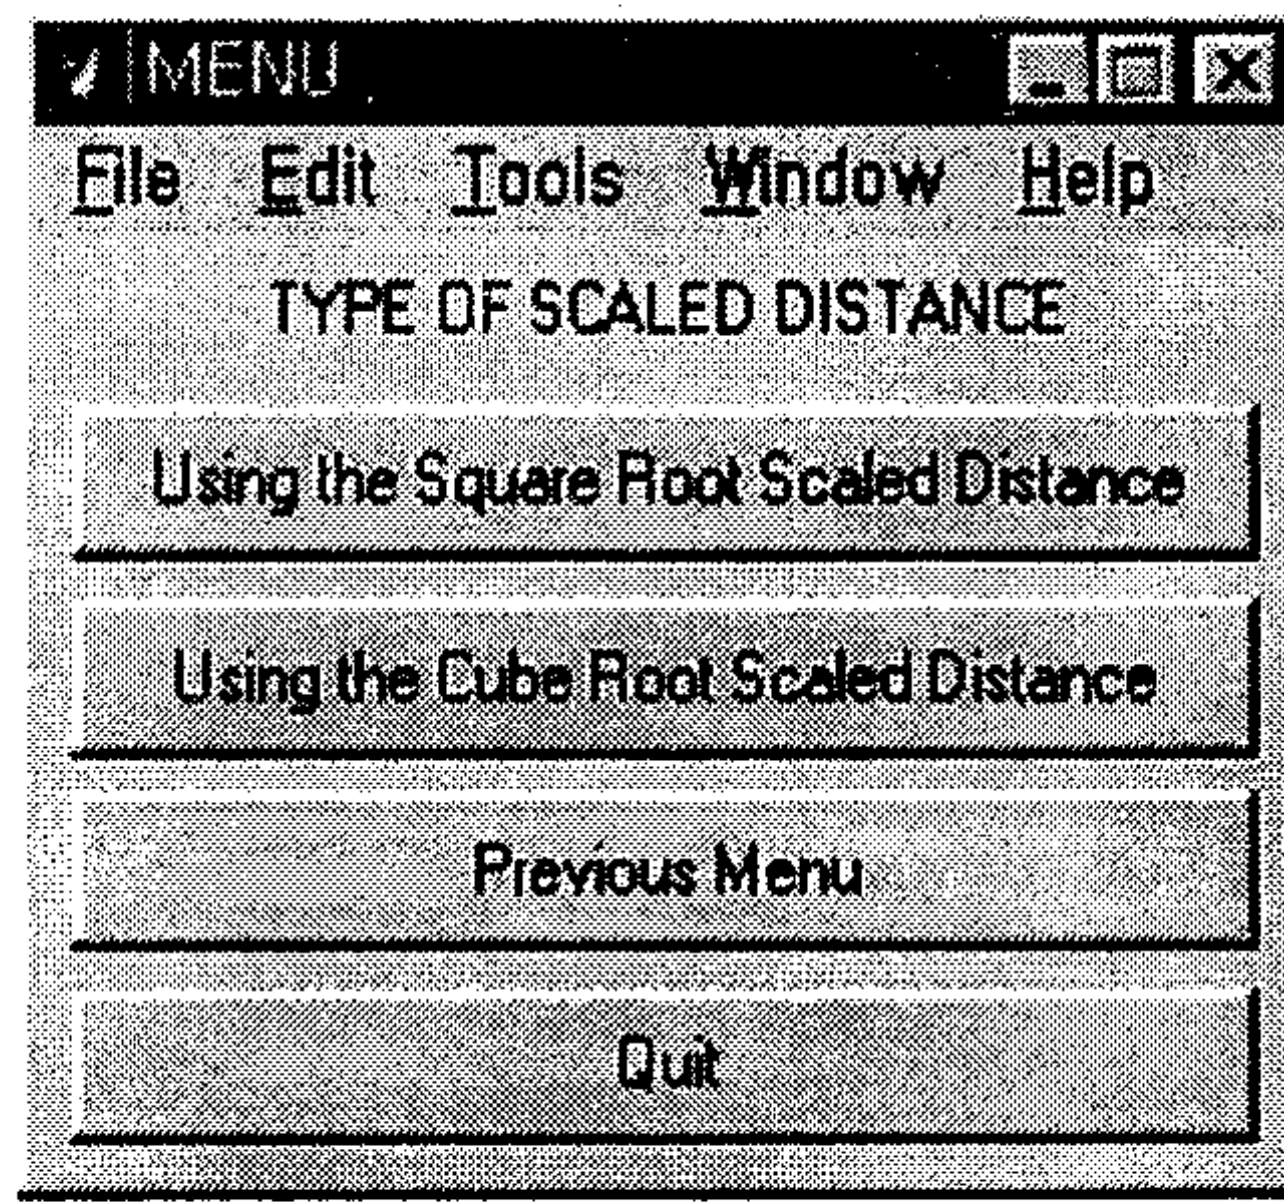 MENU
File Edit Tools Window Help
TYPE OF SCALED DISTANCE
Using the Square Root Scaled Distance
Using the Cube Root Scaled Distance
Previous Menu
Quit